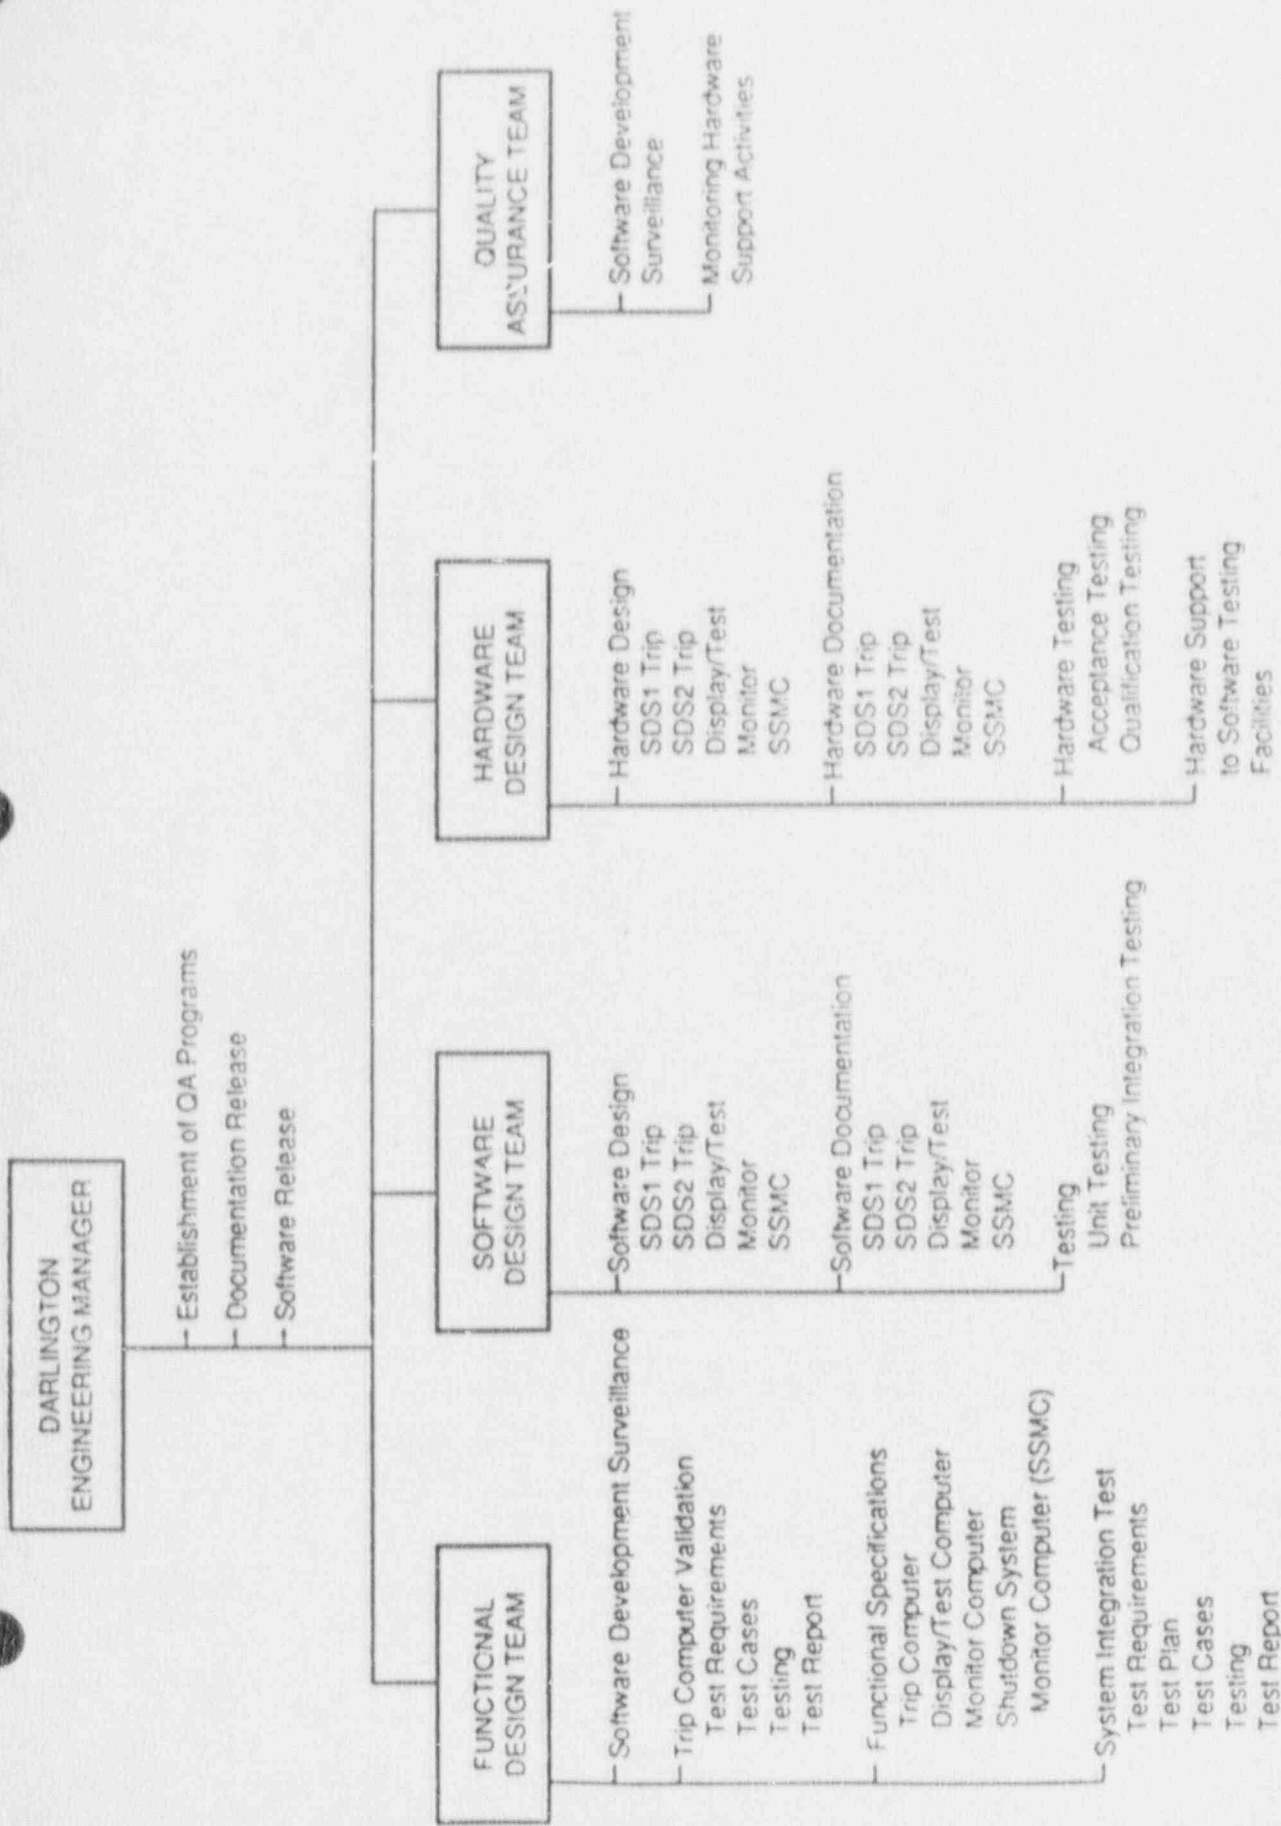 DARLINGTON
ENGINEERING MANAGER
Establishment of QA Programs
Documentation Release
Software Release
FUNCTIONAL
DESIGN TEAM
Software Development Surveillance
Trip Computer Validation
Test Requirements
Test Cases
Testing
Test Report
Functional Specifications
Trip Computer
Display/Test Computer
Monitor Computer
Shutdown System
Monitor Computer (SSMC)
System Integration Test
Test Requirements
Test Plan
Test Cases
Testing
Test Report
SOFTWARE
DESIGN TEAM
Software Design
SDS1 Trip
SDS2 Trip
Display/Test
Monitor
SSMC
Software Documentation
SDS1 Trip
SDS2 Trip
Display/Test
Monitor
SSMC
Testing
Unit Testing
Preliminary Integration Testing
HARDWARE
DESIGN TEAM
Hardware Design
SDS1 Trip
SDS2 Trip
Display/Test
Monitor
SSMC
Hardware Documentation
SDS1 Trip
SDS2 Trip
Display/Test
Monitor
SSMC
Hardware Testing
Acceptance Testing
Qualification Testing
Hardware Support
to Software Testing
Facilities
QUALITY
ASSURANCE TEAM
Software Development
Surveillance
Monitoring Hardware
Support Activities